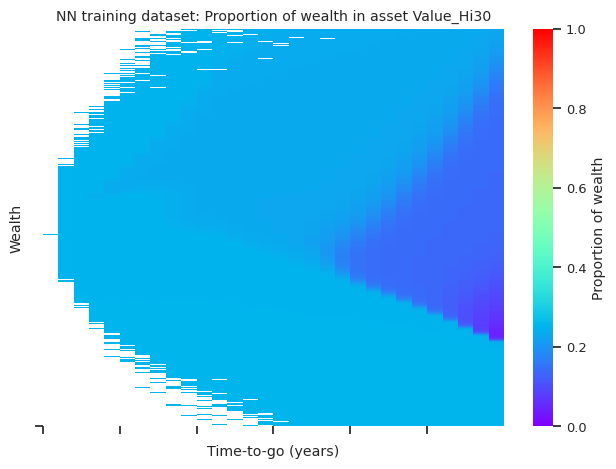 NN training dataset: Proportion of wealth in asset Value_Hi30
Wealth
Time-to-go (years)
1.0
0.8
0.6
0.4
0.2
0.0
Proportion of wealth